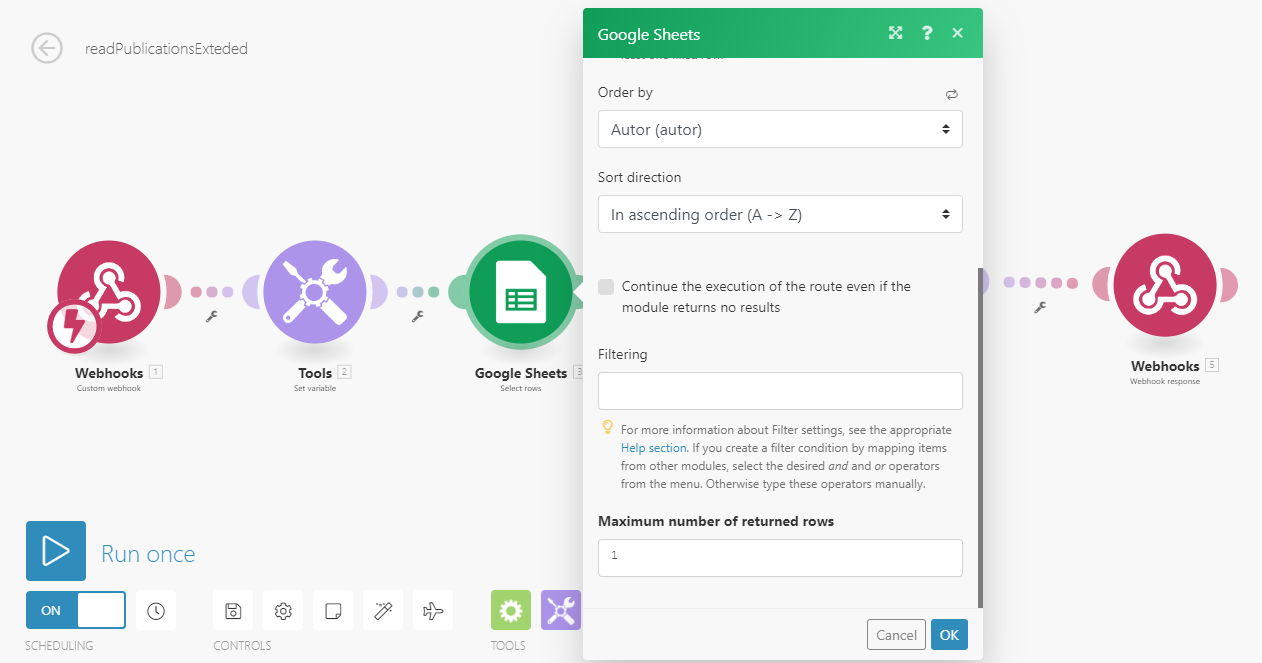 readPublicationsExteded
Google Sheets
?
Order by
Autor (autor)
Sort direction
In ascending order (A -> Z)
Continue the execution of the route even if the
module returns no results
Filtering
For more information about Filter settings, see the appropriate
Help section. If you create a filter condition by mapping items
from other modules, select the desired and and or operators
from the menu. Otherwise type these operators manually.
Maximum number of returned rows
1
Cancel
OK
Webhooks 1
Custom webhook
Tools 2
Set variable
Google Sheets 3
Select rows
Webhooks 5
Webhook response
Run once
ON
SCHEDULING
CONTROLS
TOOLS